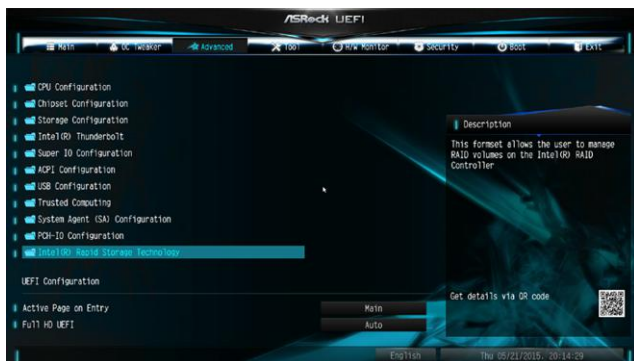 ASRock UEFI
Main OC Tweaker Advanced Tool H/W Monitor Security Boot Exit
CPU Configuration
Chipset Configuration
Storage Configuration
Intel(R) Thunderbolt
Super IO Configuration
ACPI Configuration
USB Configuration
Trusted Computing
System Agent (SA) Configuration
PCH-IO Configuration
Intel(R) Rapid Storage Technology
UEFI Configuration
Active Page on Entry Main
Full HD UEFI Auto
Description
This formset allows the user to manage
RAID volumes on the Intel(R) RAID
Controller
Get details via QR code
English Thu 05/21/2015, 20:14:29